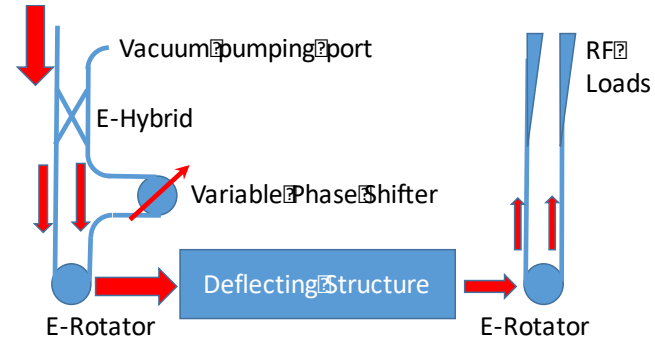 Vacuum⍰pumping⍰port
RF⍰
Loads
E-Hybrid
Variable⍰Phase⍰Shifter
Deflecting⍰Structure
E-Rotator
E-Rotator